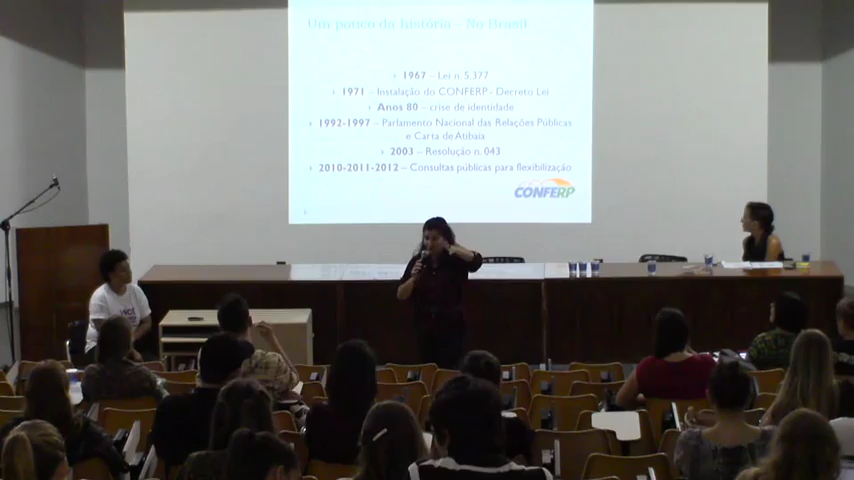 Um pouco da história - No Brasil
› 1967 – Lei n. 5.377
› 1971 – Instalação do CONFERP - Decreto Lei
› Anos 80 – crise de identidade
› 1992-1997 – Parlamento Nacional das Relações Públicas
e Carta de Atibaia
› 2003 – Resolução n. 043
› 2010-2011-2012 – Consultas públicas para flexibilização
CONFERP